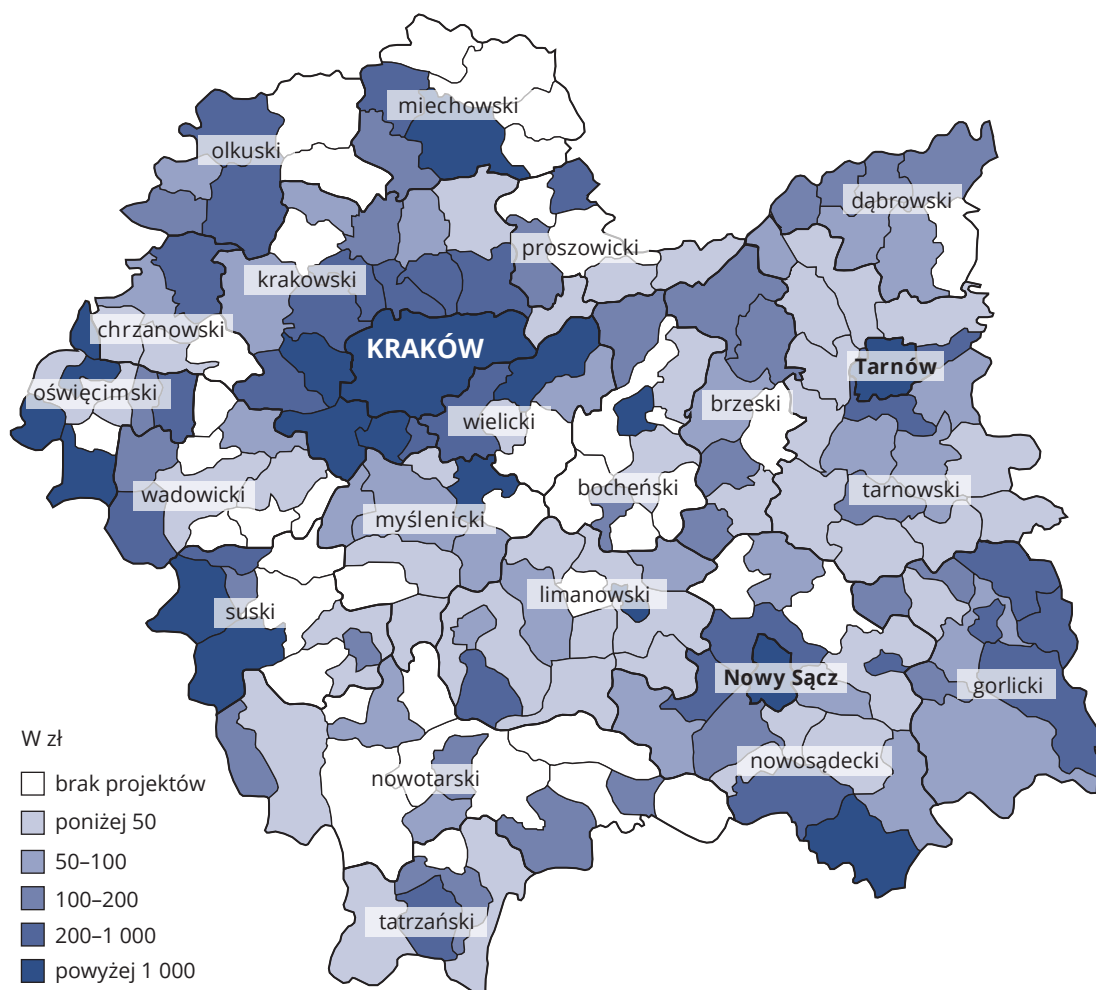 miechowski
olkuski
dąbrowski
proszowicki
krakowski
chrzanowski
KRAKÓW
Tarnów
oświęcimski
brzeski
wielicki
wadowicki
bocheński
tarnowski
myślenicki
limanowski
suski
Nowy Sącz
gorlicki
nowosądecki
nowotarski
tatrzański
W zł
brak projektów
poniżej 50
50–100
100–200
200–1 000
powyżej 1 000